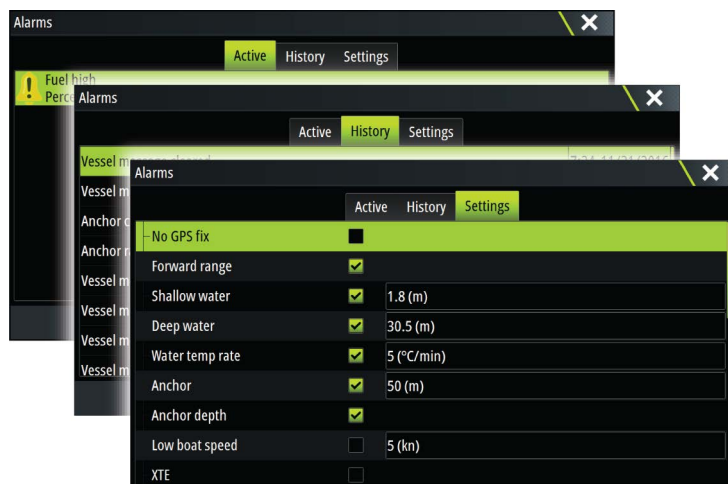 Alarms
Active History Settings
Fuel high
Alarms
Active History Settings
Vessel
Vessel
Anchor
Anchor
Vessel
Vessel
Vessel
Vessel
Alarms
Active History Settings
No GPS fix
Forward range
Shallow water 1.8 (m)
Deep water 30.5 (m)
Water temp rate 5 (°C/min)
Anchor 50 (m)
Anchor depth
Low boat speed 5 (kn)
XTE